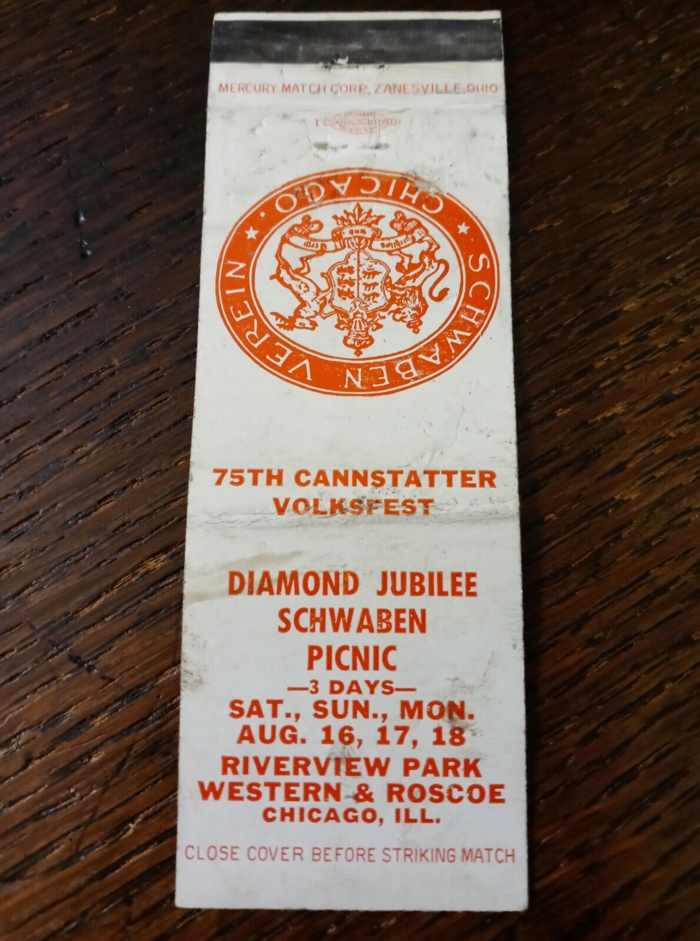 MERCURY MATCH CORP., ZANESVILLE, OHIO
SCHWABEN VEREIN
CHICAGO.
75TH CANNSTATTER
VOLKSFEST
DIAMOND JUBILEE
SCHWABEN
PICNIC
—3 DAYS—
SAT., SUN., MON.
AUG. 16, 17, 18
RIVERVIEW PARK
WESTERN & ROSCOE
CHICAGO, ILL.
CLOSE COVER BEFORE STRIKING MATCH